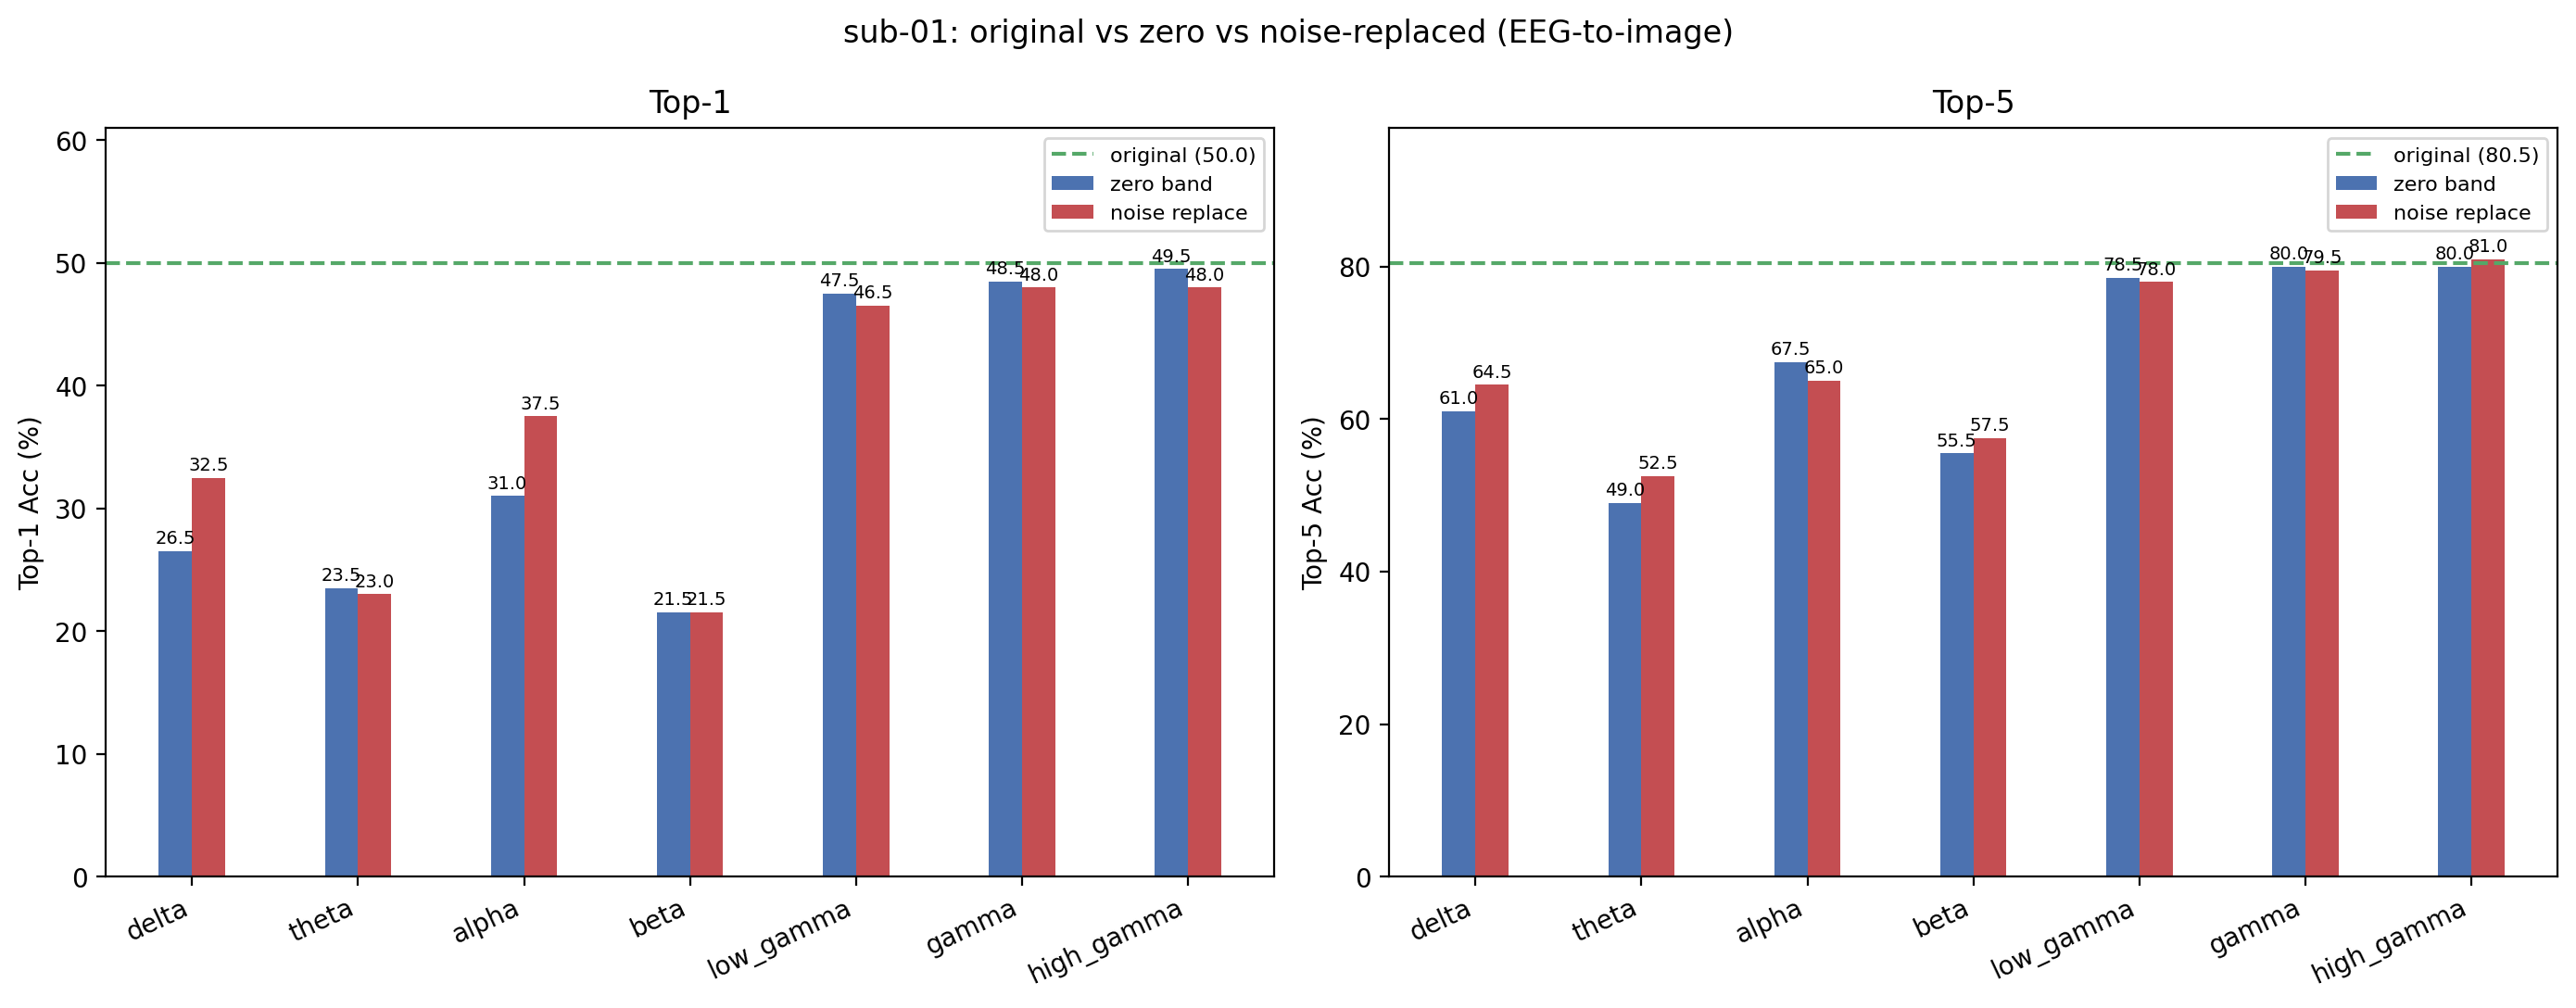 sub-01: original vs zero vs noise-replaced (EEG-to-image)
Top-1
original (50.0)
zero band
noise replace
Top-1 Acc (%)
60
50
40
30
20
10
0
26.5
32.5
23.5
23.0
31.0
37.5
21.5
21.5
47.5
46.5
48.5
48.0
49.5
48.0
delta
theta
alpha
beta
low_gamma
gamma
high_gamma
Top-5
original (80.5)
zero band
noise replace
Top-5 Acc (%)
80
60
40
20
0
61.0
64.5
49.0
52.5
67.5
65.0
55.5
57.5
78.5
78.0
80.0
79.5
80.0
81.0
delta
theta
alpha
beta
low_gamma
gamma
high_gamma